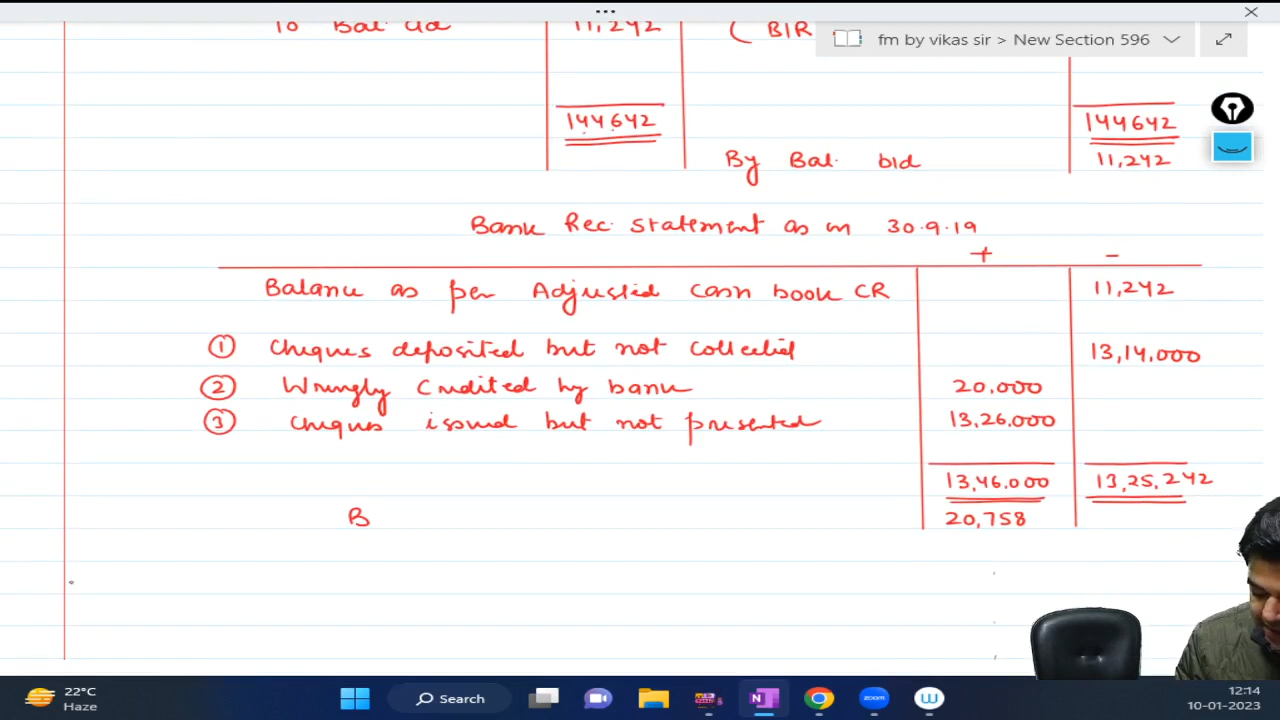 To Bal c/d 11,242 ( BIR
fm by vikas sir > New Section 596
144642 144642
By Bal. b/d 11,242
Bank Rec. statement as on 30.9.19
+ -
Balance as per Adjusted cash book CR 11,242
① Cheques deposited but not collected 13,14,000
② Wrongly Credited by bank 20,000
③ Cheques issued but not presented 13,26,000
13,46,000 13,25,242
B 20,758
22°C
Haze
Search
zoom
12:14
10-01-2023